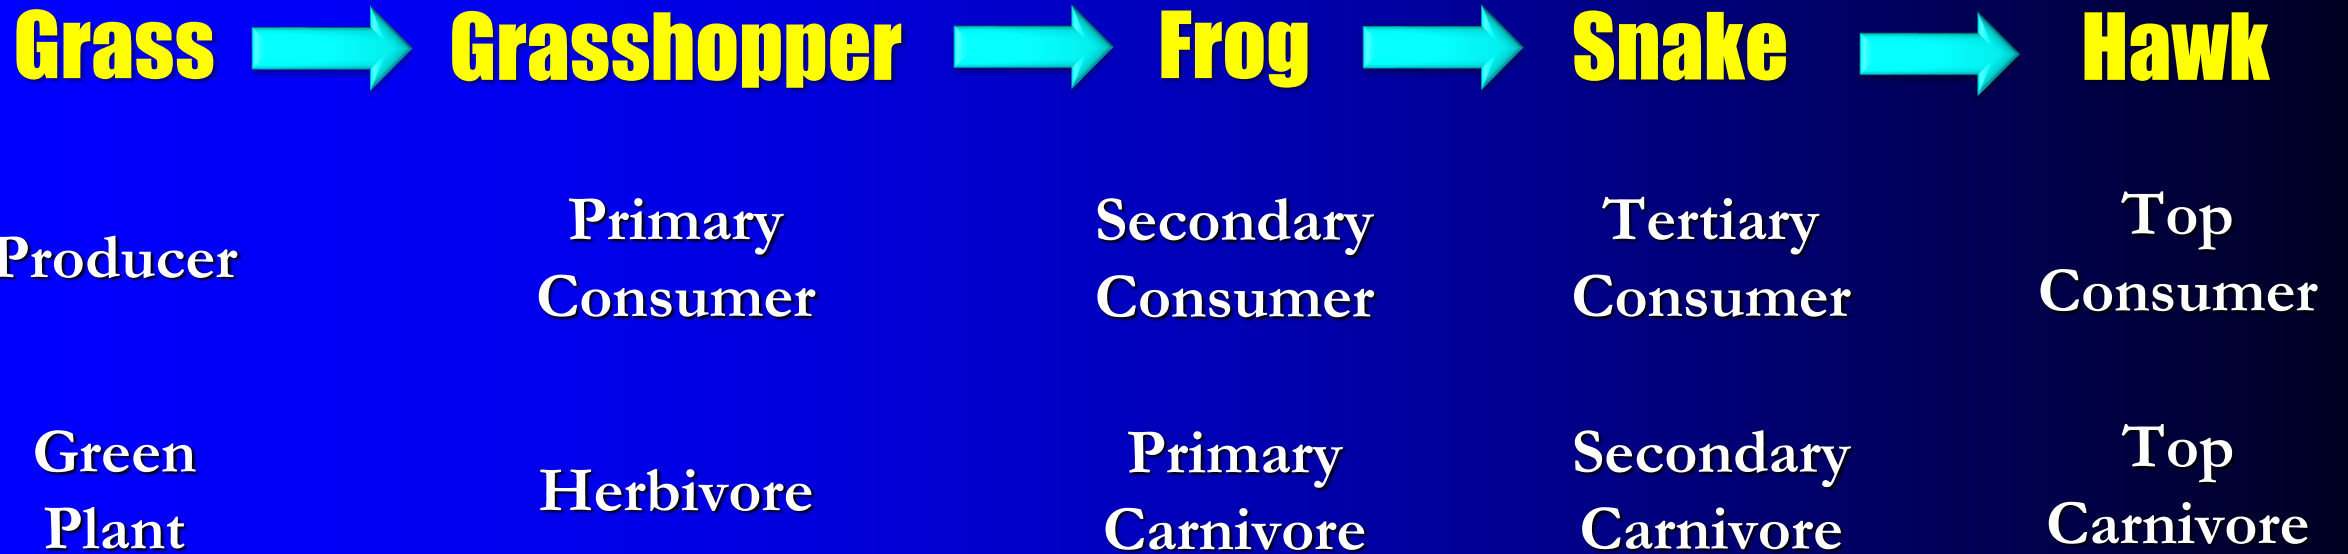 Grass Grasshopper Frog Snake Hawk
Producer
Primary
Consumer
Secondary
Consumer
Tertiary
Consumer
Top
Consumer
Green
Plant
Herbivore
Primary
Carnivore
Secondary
Carnivore
Top
Carnivore